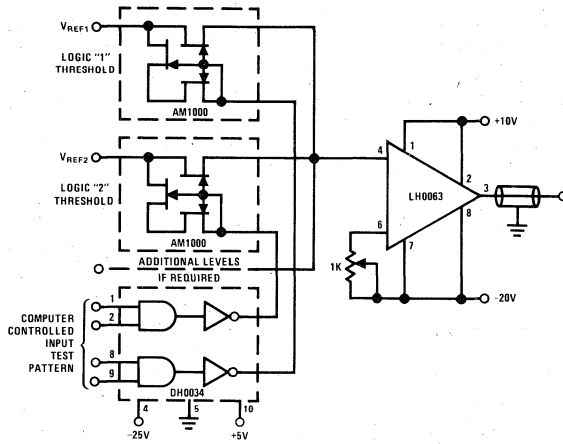 VREF1
LOGIC "1"
THRESHOLD
AM1000
VREF2
LOGIC "2"
THRESHOLD
AM1000
ADDITIONAL LEVELS
IF REQUIRED
COMPUTER
CONTROLLED
INPUT
TEST
PATTERN
1
2
8
9
DH0034
4
5
10
-25V
+5V
4
6
1
2
3
8
7
LH0063
1K
+10V
-20V